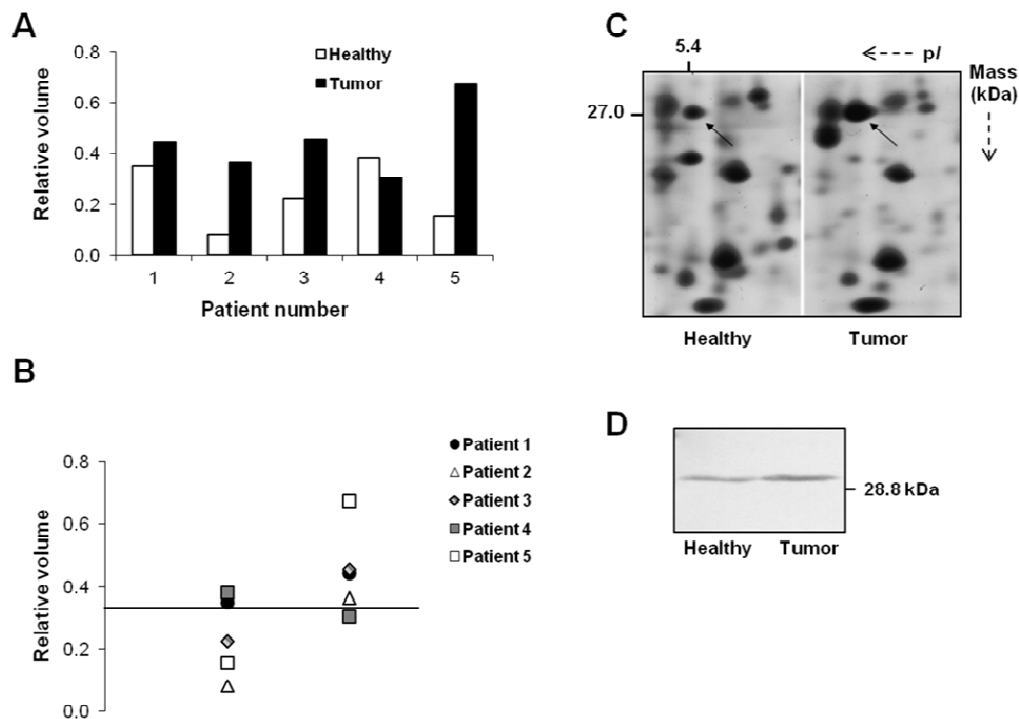 A
Relative volume
0.8
0.6
0.4
0.2
0.0
Healthy
Tumor
1 2 3 4 5
Patient number
B
Relative volume
0.8
0.6
0.4
0.2
0.0
Patient 1
Patient 2
Patient 3
Patient 4
Patient 5
C
5.4
pI
Mass
(kDa)
27.0
Healthy Tumor
D
28.8 kDa
Healthy Tumor